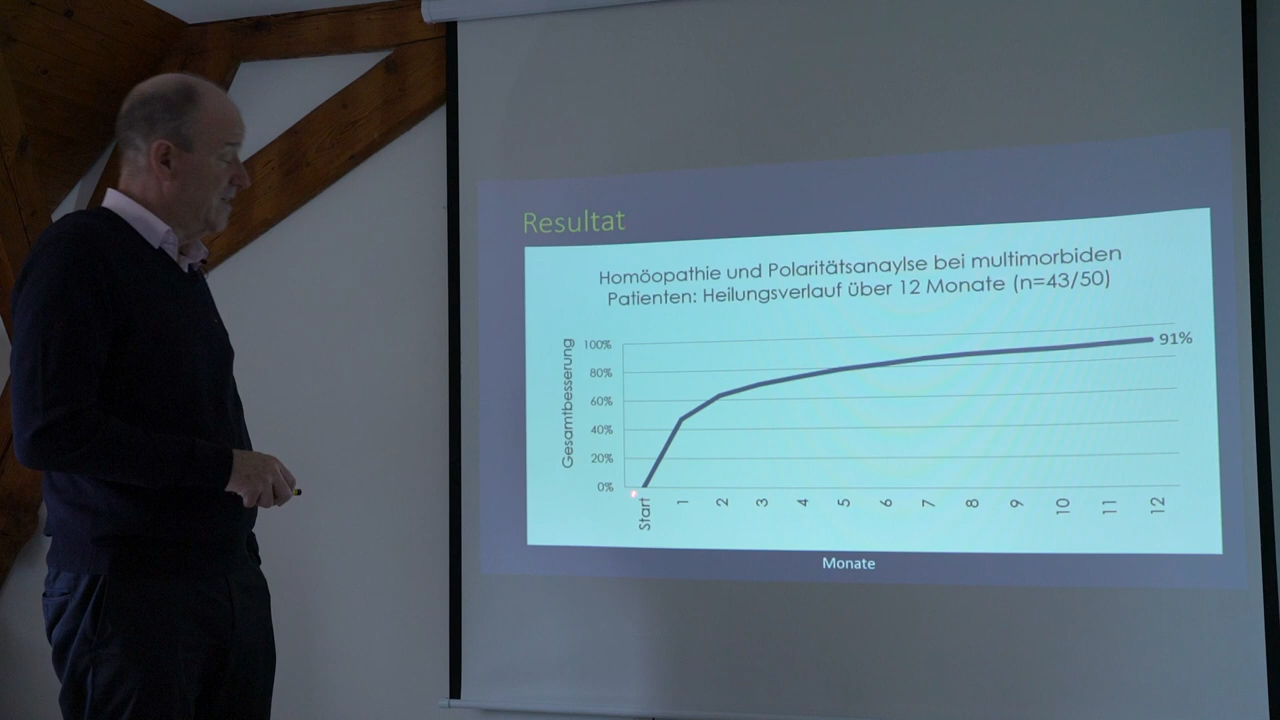 Resultat
Homöopathie und Polaritätsanaylse bei multimorbiden
Patienten: Heilungsverlauf über 12 Monate (n=43/50)
Gesamtbesserung
100%
80%
60%
40%
20%
0%
91%
Start 1 2 3 4 5 6 7 8 9 10 11 12
Monate